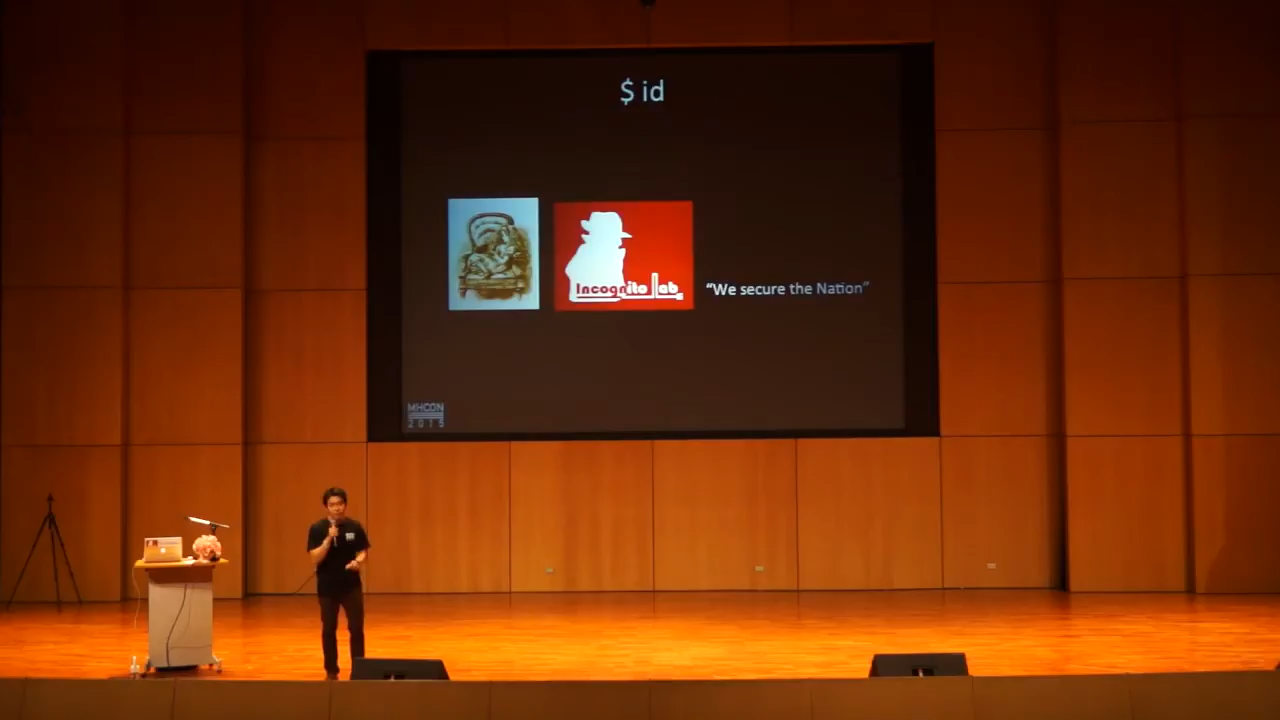 $ id
Incognito lab
“We secure the Nation”
MHCON
2015